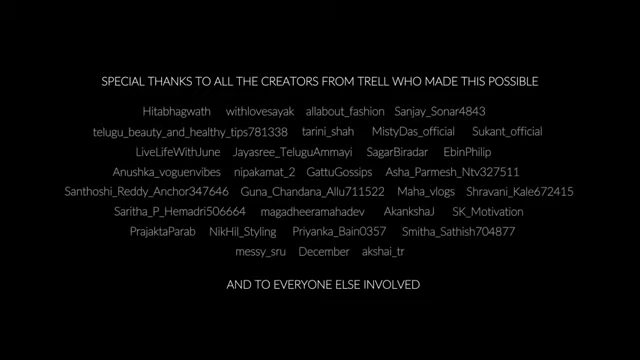 SPECIAL THANKS TO ALL THE CREATORS FROM TRELL WHO MADE THIS POSSIBLE
Hitabhagwath withlovesayak allabout_fashion Sanjay_Sonar4843
telugu_beauty_and_healthy_tips781338 tarini_shah MistyDas_official Sukant_official
LiveLifeWithJune Jayasree_TeluguAmmayi SagarBiradar EbinPhilip
Anushka_voguenvibes nipakamat_2 GattuGossips Asha_Parmesh_Ntv327511
Santhoshi_Reddy_Anchor347646 Guna_Chandana_Allu711522 Maha_vlogs Shravani_Kale672415
Saritha_P_Hemadri506664 magadheeramahadev AkankshaJ SK_Motivation
PrajaktaParab NikHil_Styling Priyanka_Bain0357 Smitha_Sathish704877
messy_sru December akshai_tr
AND TO EVERYONE ELSE INVOLVED